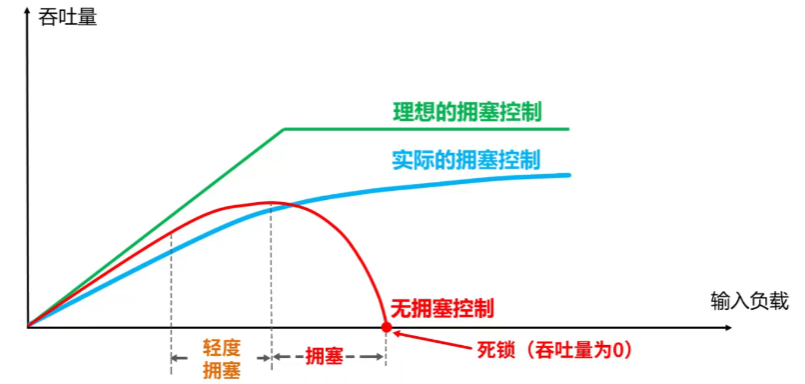 吞吐量
理想的拥塞控制
实际的拥塞控制
无拥塞控制
输入负载
轻度
拥塞
拥塞
死锁（吞吐量为0）